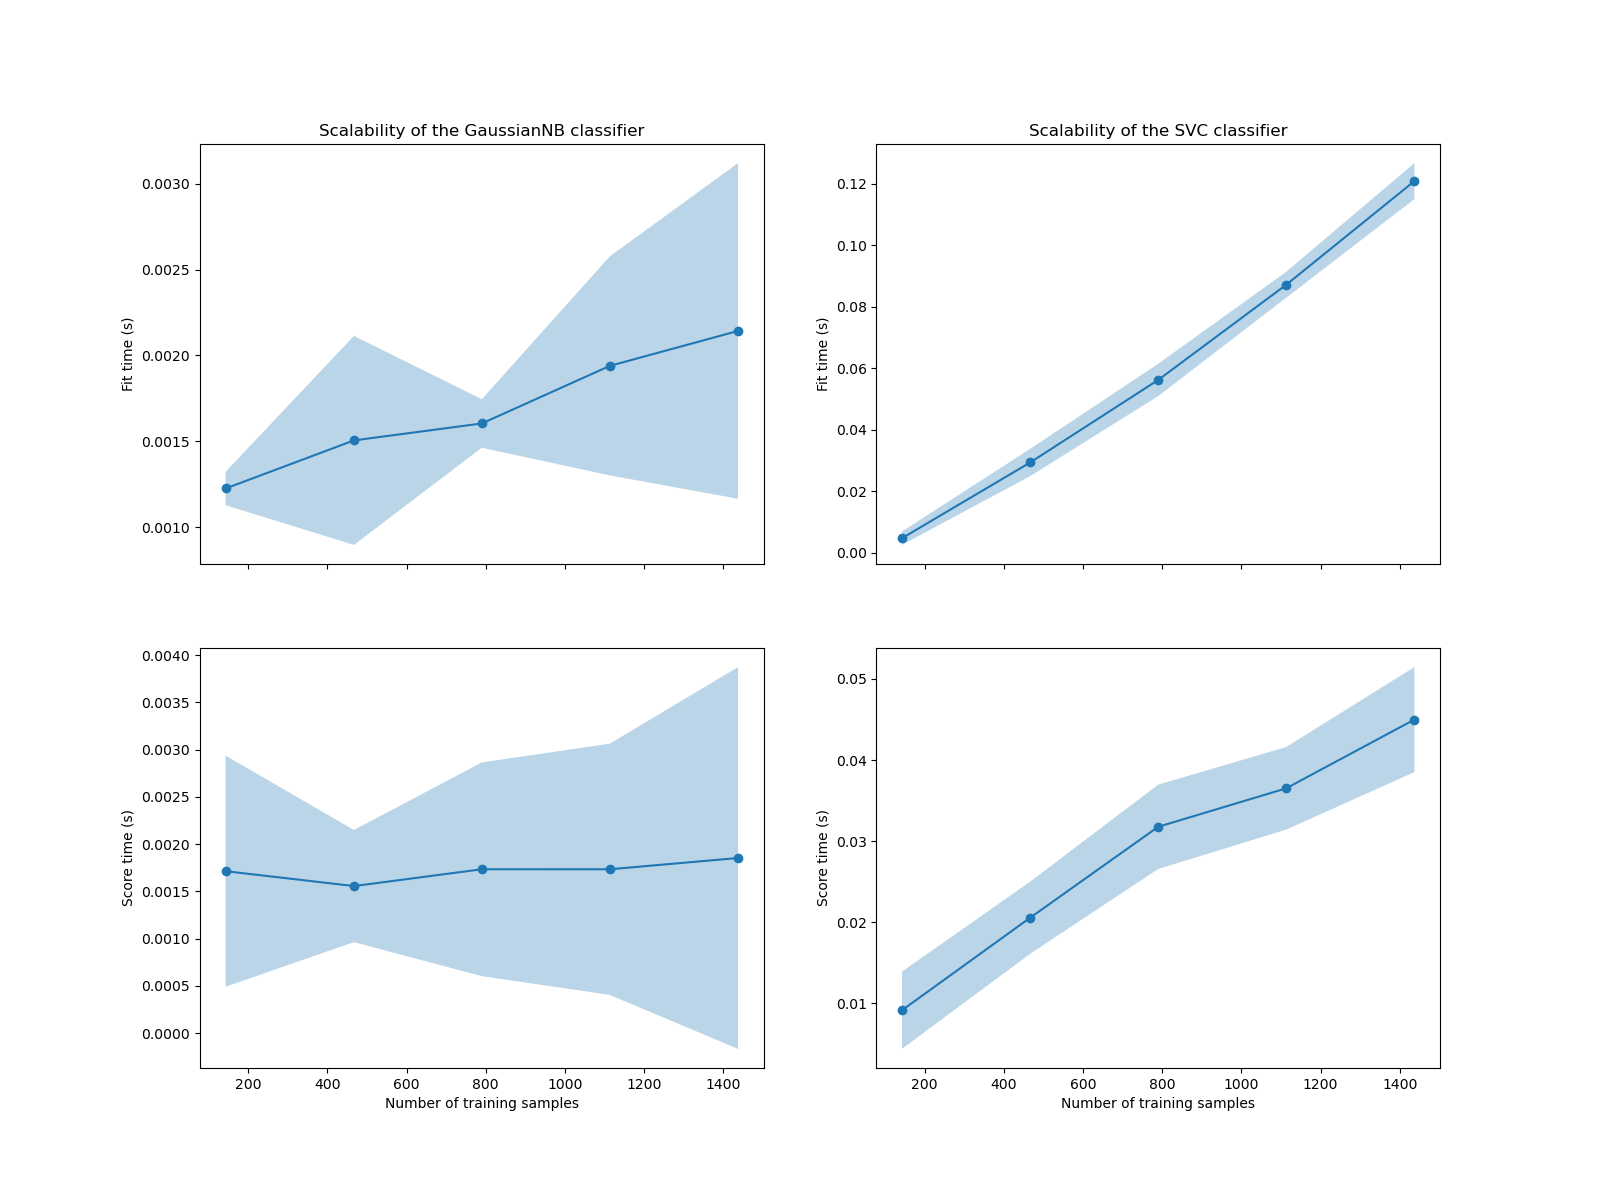 Scalability of the GaussianNB classifier
Fit time (s)
0.0030
0.0025
0.0020
0.0015
0.0010
Scalability of the SVC classifier
Fit time (s)
0.12
0.10
0.08
0.06
0.04
0.02
0.00
Score time (s)
0.0040
0.0035
0.0030
0.0025
0.0020
0.0015
0.0010
0.0005
0.0000
200 400 600 800 1000 1200 1400
Number of training samples
Score time (s)
0.05
0.04
0.03
0.02
0.01
200 400 600 800 1000 1200 1400
Number of training samples